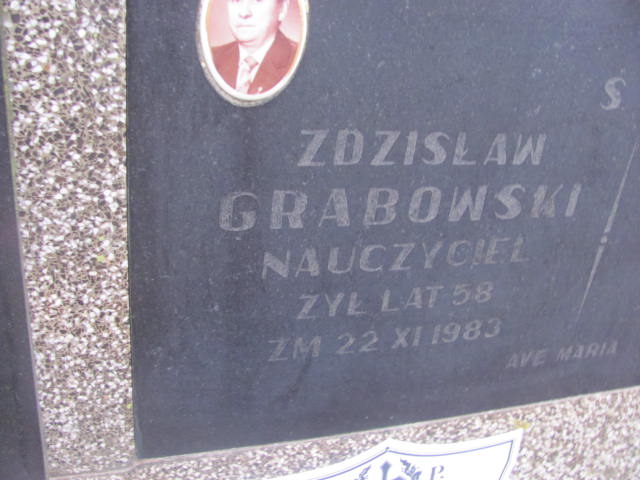 ZDZISŁAW
GRABOWSKI
NAUCZYCIEL
ŻYŁ LAT 58
ZM 22 XI 1983
AVE MARIA
S